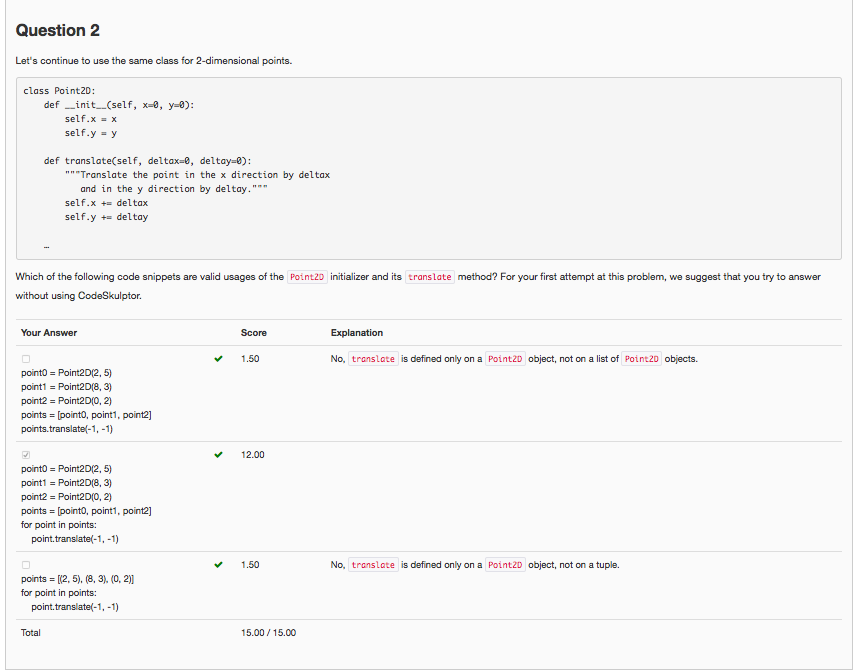 Question 2
Let's continue to use the same class for 2-dimensional points.
class Point2D:
    def __init__(self, x=0, y=0):
        self.x = x
        self.y = y

    def translate(self, deltax=0, deltay=0):
        """Translate the point in the x direction by deltax
           and in the y direction by deltay."""
        self.x += deltax
        self.y += deltay

    …
Which of the following code snippets are valid usages of the Point2D initializer and its translate method? For your first attempt at this problem, we suggest that you try to answer
without using CodeSkulptor.
Your Answer Score Explanation
1.50 No, translate is defined only on a Point2D object, not on a list of Point2D objects.
point0 = Point2D(2, 5)
point1 = Point2D(8, 3)
point2 = Point2D(0, 2)
points = [point0, point1, point2]
points.translate(-1, -1)
12.00
point0 = Point2D(2, 5)
point1 = Point2D(8, 3)
point2 = Point2D(0, 2)
points = [point0, point1, point2]
for point in points:
    point.translate(-1, -1)
1.50 No, translate is defined only on a Point2D object, not on a tuple.
points = [(2, 5), (8, 3), (0, 2)]
for point in points:
    point.translate(-1, -1)
Total 15.00 / 15.00